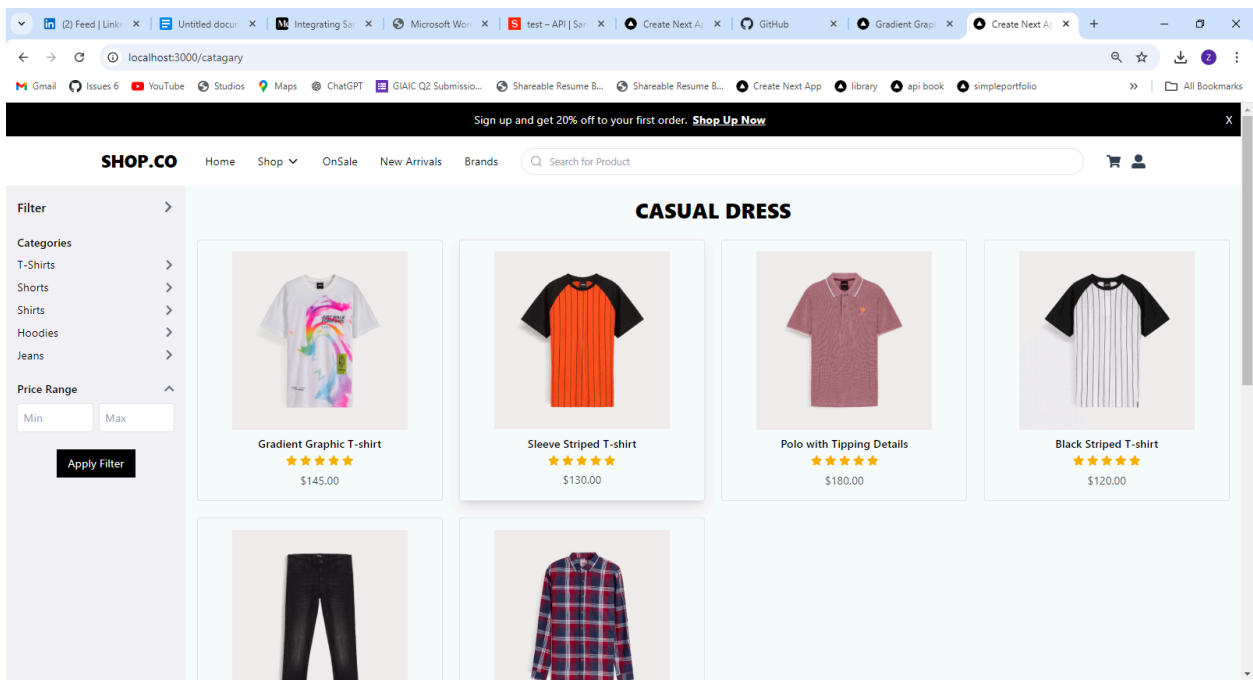 (2) Feed | Linke
Untitled docun
Integrating Sa
Microsoft Wor
test – API | San
Create Next Ap
GitHub
Gradient Grap
Create Next Ap
localhost:3000/catagary
Z
Gmail Issues 6 YouTube Studios Maps ChatGPT GIAIC Q2 Submissio... Shareable Resume B... Shareable Resume B... Create Next App library api book simpleportfolio » All Bookmarks
Sign up and get 20% off to your first order. Shop Up Now X
SHOP.CO Home Shop OnSale New Arrivals Brands Search for Product
Filter
CASUAL DRESS
Categories
T-Shirts
Shorts
Shirts
Hoodies
Jeans
Price Range
Min Max
Apply Filter
Gradient Graphic T-shirt
$145.00
Sleeve Striped T-shirt
$130.00
Polo with Tipping Details
$180.00
Black Striped T-shirt
$120.00